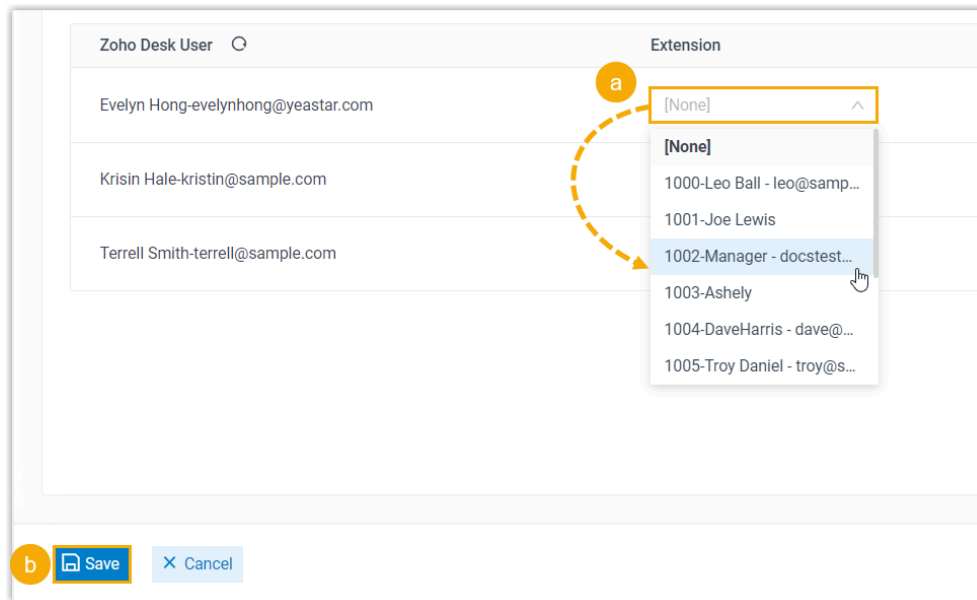 Zoho Desk User
Extension
a
Evelyn Hong-evelynhong@yeastar.com
[None]
[None]
Krisin Hale-kristin@sample.com
1000-Leo Ball - leo@samp...
1001-Joe Lewis
Terrell Smith-terrell@sample.com
1002-Manager - docstest...
1003-Ashely
1004-DaveHarris - dave@...
1005-Troy Daniel - troy@s...
b
Save
Cancel